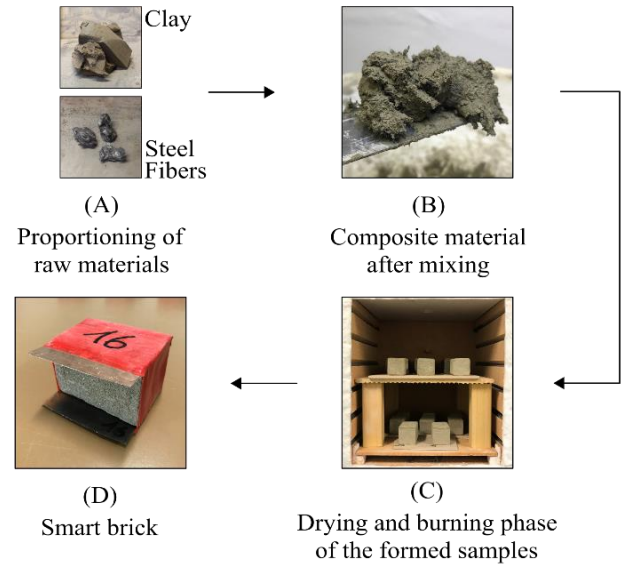 Clay
Steel
Fibers
(A)
Proportioning of
raw materials
(B)
Composite material
after mixing
16
16
(D)
Smart brick
(C)
Drying and burning phase
of the formed samples